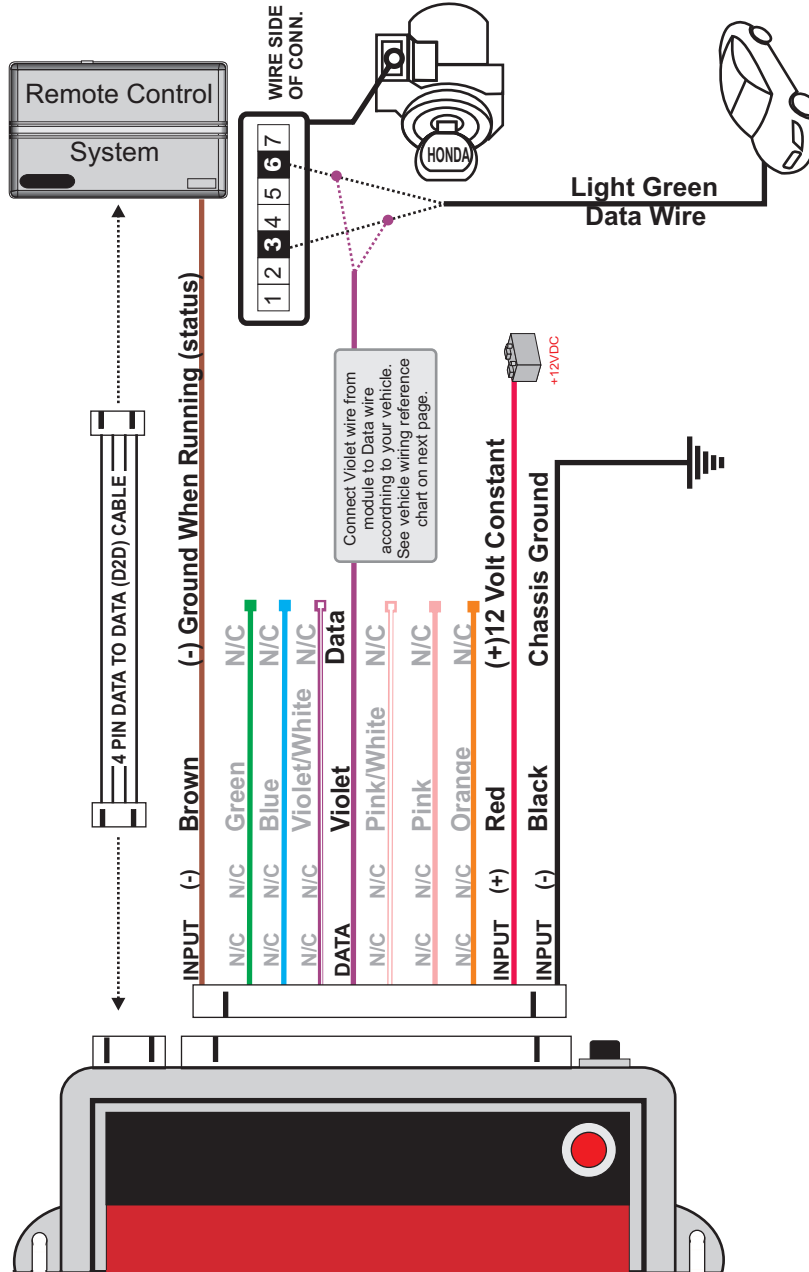 Remote Control
System
WIRE SIDE
OF CONN.
1 2 3 4 5 6 7
HONDA
Light Green
Data Wire
4 PIN DATA TO DATA (D2D) CABLE
INPUT (-) Brown (-) Ground When Running (status)
N/C N/C Green N/C
N/C N/C Blue N/C
N/C N/C Violet/White N/C
DATA Violet Data
Connect Violet wire from
module to Data wire
accordning to your vehicle.
See vehicle wiring reference
chart on next page.
N/C N/C Pink/White N/C
N/C N/C Pink N/C
N/C N/C Orange N/C
INPUT (+) Red (+)12 Volt Constant
+12VDC
INPUT (-) Black Chassis Ground